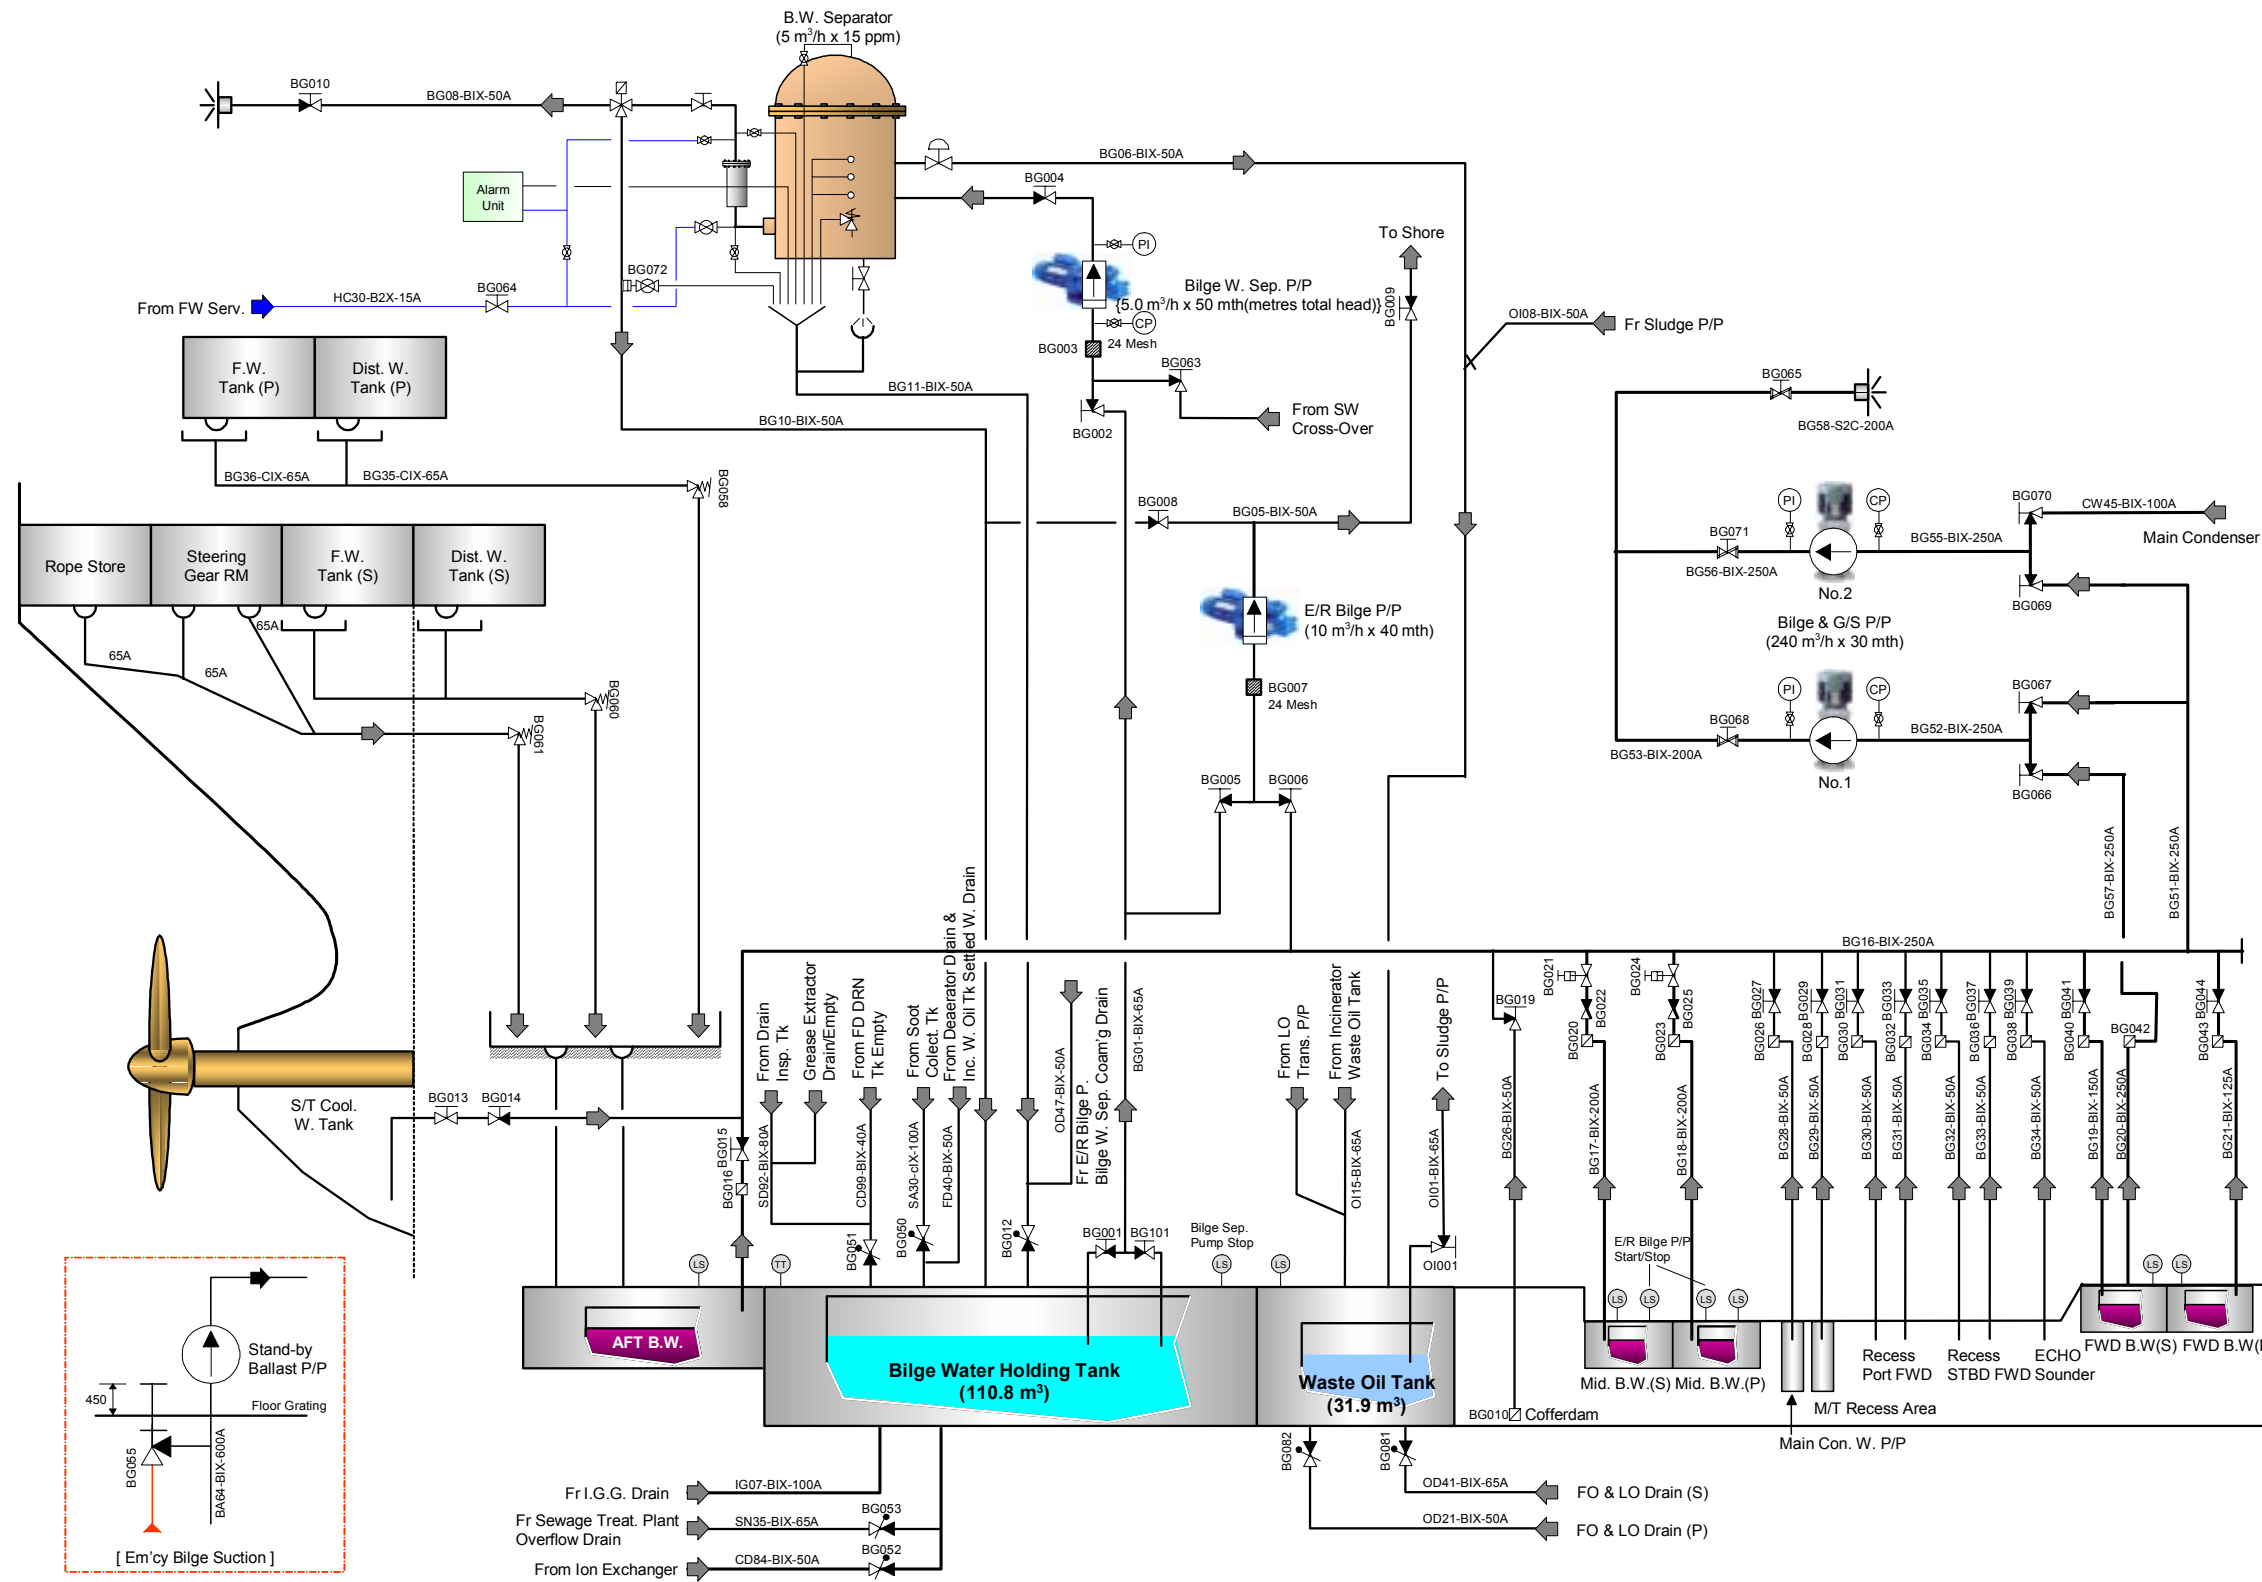 B.W. Separator
(5 m³/h x 15 ppm)
BG010
BG08-BIX-50A
BG06-BIX-50A
BG004
Alarm
Unit
To Shore
PI
BG072
Bilge W. Sep. P/P
{5.0 m³/h x 50 mth(metres total head)}
BG009
From FW Serv.
HC30-B2X-15A
BG064
CP
24 Mesh
BG003
OI08-BIX-50A
Fr Sludge P/P
F.W.
Tank (P)
Dist. W.
Tank (P)
BG063
BG065
BG11-BIX-50A
From SW
Cross-Over
BG002
BG10-BIX-50A
BG58-S2C-200A
BG36-CIX-65A
BG35-CIX-65A
BG058
BG008
BG05-BIX-50A
PI
CP
BG070
CW45-BIX-100A
Main Condenser
BG071
BG55-BIX-250A
BG56-BIX-250A
No.2
BG069
Rope Store
Steering
Gear RM
F.W.
Tank (S)
Dist. W.
Tank (S)
E/R Bilge P/P
(10 m³/h x 40 mth)
Bilge & G/S P/P
(240 m³/h x 30 mth)
65A
65A
65A
BG060
BG061
BG007
24 Mesh
PI
CP
BG067
BG068
BG52-BIX-250A
BG53-BIX-200A
No.1
BG066
BG005
BG006
BG57-BIX-250A
BG51-BIX-250A
BG16-BIX-250A
From Drain
Insp. Tk
Grease Extractor
Drain/Empty
From FD DRN
Tk Empty
From Soot
Colect. Tk
From Deaerator Drain &
Inc. W. Oil Tk Settled W. Drain
OD47-BIX-50A
Fr E/R Bilge P.
Bilge W. Sep. Coam'g Drain
BG01-BIX-65A
From LO
Trans. P/P
From Incinerator
Waste Oil Tank
To Sludge P/P
BG019
BG021
BG022
BG020
BG024
BG025
BG023
BG027
BG026
BG029
BG028
BG031
BG030
BG033
BG032
BG035
BG034
BG037
BG036
BG039
BG038
BG041
BG040
BG042
BG044
BG043
S/T Cool.
W. Tank
BG013
BG014
BG015
BG016
SD92-BIX-80A
CD99-BIX-40A
SA30-cIX-100A
FD40-BIX-50A
BG051
BG050
BG012
BG001
BG101
OI15-BIX-65A
OI01-BIX-65A
OI001
BG26-BIX-50A
BG17-BIX-200A
BG18-BIX-200A
BG28-BIX-50A
BG29-BIX-50A
BG30-BIX-50A
BG31-BIX-50A
BG32-BIX-50A
BG33-BIX-50A
BG34-BIX-50A
BG19-BIX-150A
BG20-BIX-250A
BG21-BIX-125A
Bilge Sep.
Pump Stop
E/R Bilge P/P
Start/Stop
LS
TT
LS
LS
LS
LS
LS
LS
LS
LS
AFT B.W.
Bilge Water Holding Tank
(110.8 m³)
Waste Oil Tank
(31.9 m³)
BG010
Cofferdam
Mid. B.W.(S)
Mid. B.W.(P)
Recess
Port FWD
Recess
STBD FWD
ECHO
Sounder
FWD B.W(S)
FWD B.W(
M/T Recess Area
Main Con. W. P/P
Stand-by
Ballast P/P
450
Floor Grating
BG055
BA64-BIX-600A
[ Em'cy Bilge Suction ]
BG082
BG081
Fr I.G.G. Drain
IG07-BIX-100A
Fr Sewage Treat. Plant
Overflow Drain
SN35-BIX-65A
BG053
From Ion Exchanger
CD84-BIX-50A
BG052
OD41-BIX-65A
FO & LO Drain (S)
OD21-BIX-50A
FO & LO Drain (P)